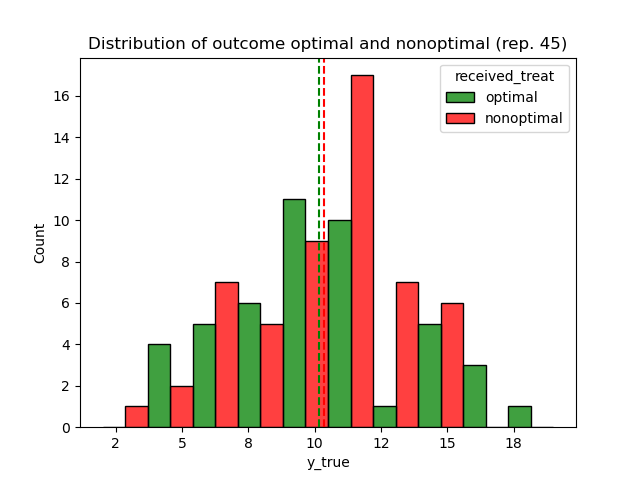 Distribution of outcome optimal and nonoptimal (rep. 45)
received_treat
optimal
nonoptimal
Count
16
14
12
10
8
6
4
2
0
2 5 8 10 12 15 18
y_true